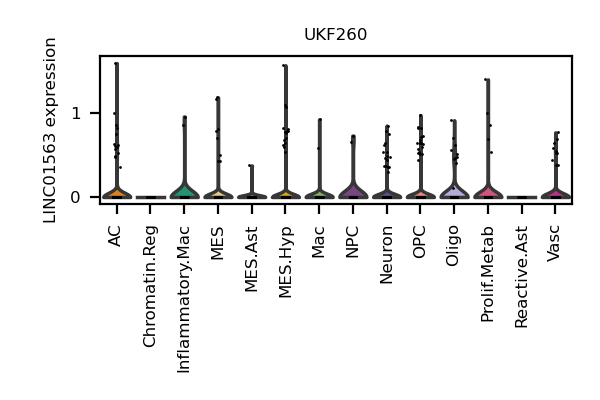 UKF260
LINC01563 expression
1
0
AC
Chromatin.Reg
Inflammatory.Mac
MES
MES.Ast
MES.Hyp
Mac
NPC
Neuron
OPC
Oligo
Prolif.Metab
Reactive.Ast
Vasc